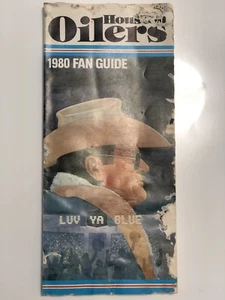 Houston
Oilers
1980 FAN GUIDE
LUV YA BLUE